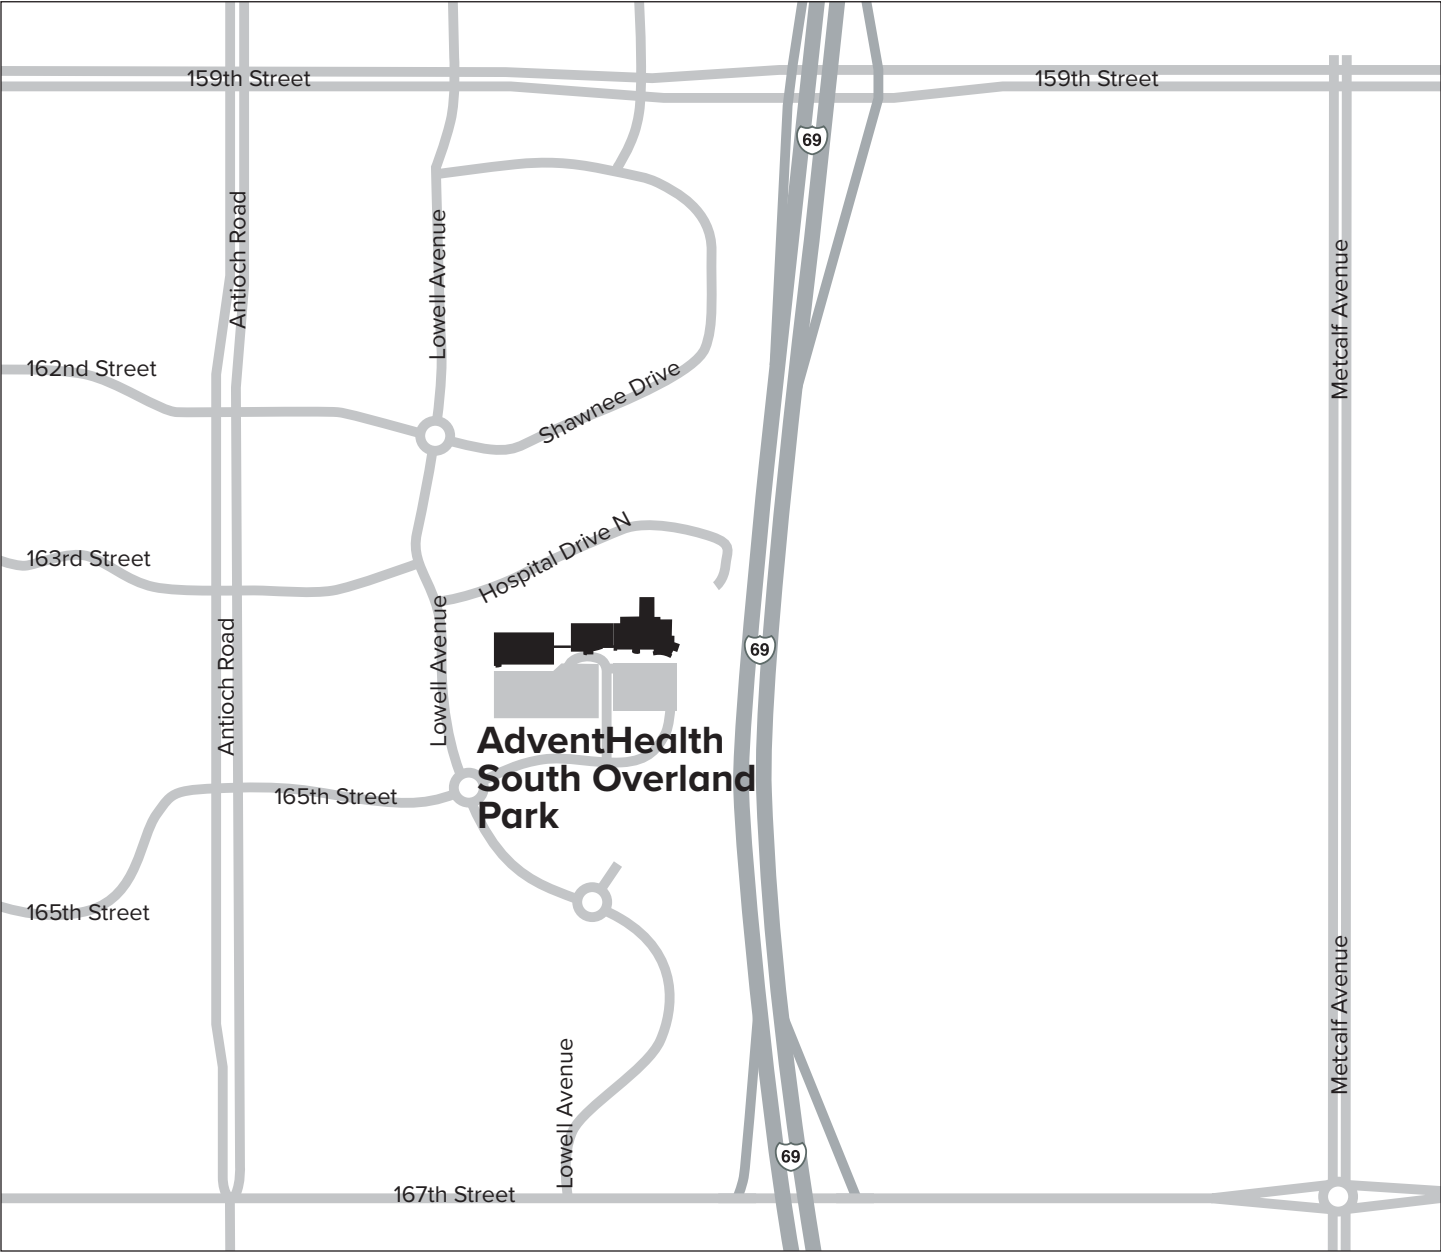 159th Street
159th Street
69
Antioch Road
Lowell Avenue
Metcalf Avenue
162nd Street
Shawnee Drive
Hospital Drive N
163rd Street
Antioch Road
Lowell Avenue
69
AdventHealth
South Overland
Park
165th Street
165th Street
Metcalf Avenue
Lowell Avenue
69
167th Street